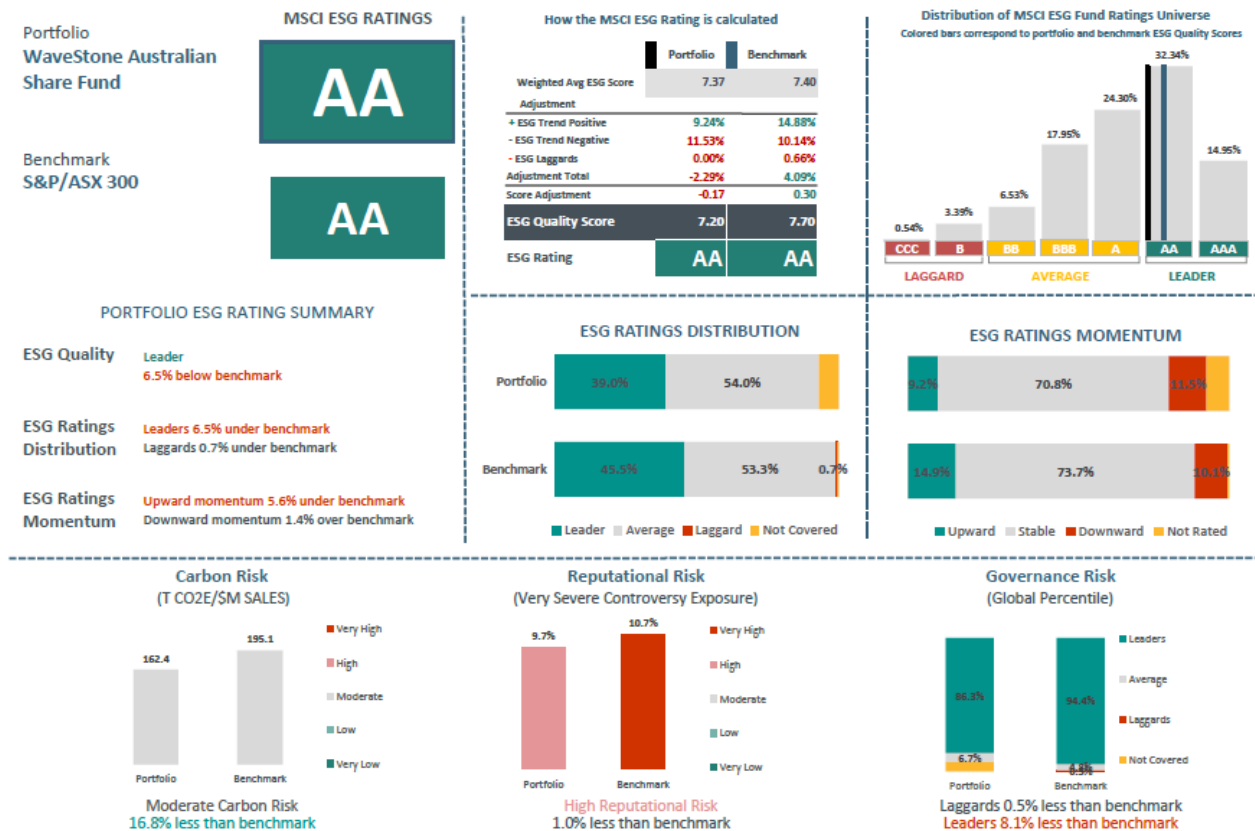 MSCI ESG RATINGS
Portfolio
WaveStone Australian
Share Fund
AA
Benchmark
S&P/ASX 300
AA
How the MSCI ESG Rating is calculated
Portfolio Benchmark
Weighted Avg ESG Score 7.37 7.40
Adjustment
+ ESG Trend Positive 9.24% 14.88%
- ESG Trend Negative 11.53% 10.14%
- ESG Laggards 0.00% 0.66%
Adjustment Total -2.29% 4.09%
Score Adjustment -0.17 0.30
ESG Quality Score 7.20 7.70
ESG Rating AA AA
Distribution of MSCI ESG Fund Ratings Universe
Colored bars correspond to portfolio and benchmark ESG Quality Scores
0.54% 3.39% 6.53% 17.95% 24.30% 32.34% 14.95%
CCC B BB BBB A AA AAA
LAGGARD AVERAGE LEADER
PORTFOLIO ESG RATING SUMMARY
ESG Quality Leader
6.5% below benchmark
ESG Ratings Distribution
Leaders 6.5% under benchmark
Laggards 0.7% under benchmark
ESG Ratings Momentum
Upward momentum 5.6% under benchmark
Downward momentum 1.4% over benchmark
ESG RATINGS DISTRIBUTION
Portfolio 39.0% 54.0%
Benchmark 45.5% 53.3% 0.7%
Leader Average Laggard Not Covered
ESG RATINGS MOMENTUM
9.2% 70.8% 11.5%
14.9% 73.7% 10.1%
Upward Stable Downward Not Rated
Carbon Risk
(T CO2E/$M SALES)
162.4 195.1
Portfolio Benchmark
Very High
High
Moderate
Low
Very Low
Moderate Carbon Risk
16.8% less than benchmark
Reputational Risk
(Very Severe Controversy Exposure)
9.7% 10.7%
Portfolio Benchmark
Very High
High
Moderate
Low
Very Low
High Reputational Risk
1.0% less than benchmark
Governance Risk
(Global Percentile)
86.3% 94.4%
6.7%
0.5%
Portfolio Benchmark
Leaders
Average
Laggards
Not Covered
Laggards 0.5% less than benchmark
Leaders 8.1% less than benchmark